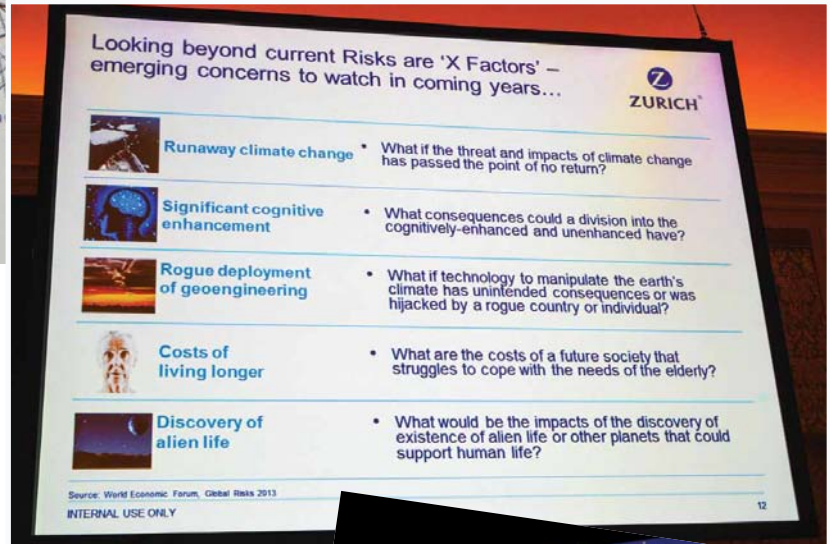 Looking beyond current Risks are 'X Factors' –
emerging concerns to watch in coming years...
Z
ZURICH®
Runaway climate change
• What if the threat and impacts of climate change
has passed the point of no return?
Significant cognitive
enhancement
• What consequences could a division into the
cognitively-enhanced and unenhanced have?
Rogue deployment
of geoengineering
• What if technology to manipulate the earth's
climate has unintended consequences or was
hijacked by a rogue country or individual?
Costs of
living longer
• What are the costs of a future society that
struggles to cope with the needs of the elderly?
Discovery of
alien life
• What would be the impacts of the discovery of
existence of alien life or other planets that could
support human life?
Source: World Economic Forum, Global Risks 2013
INTERNAL USE ONLY
12